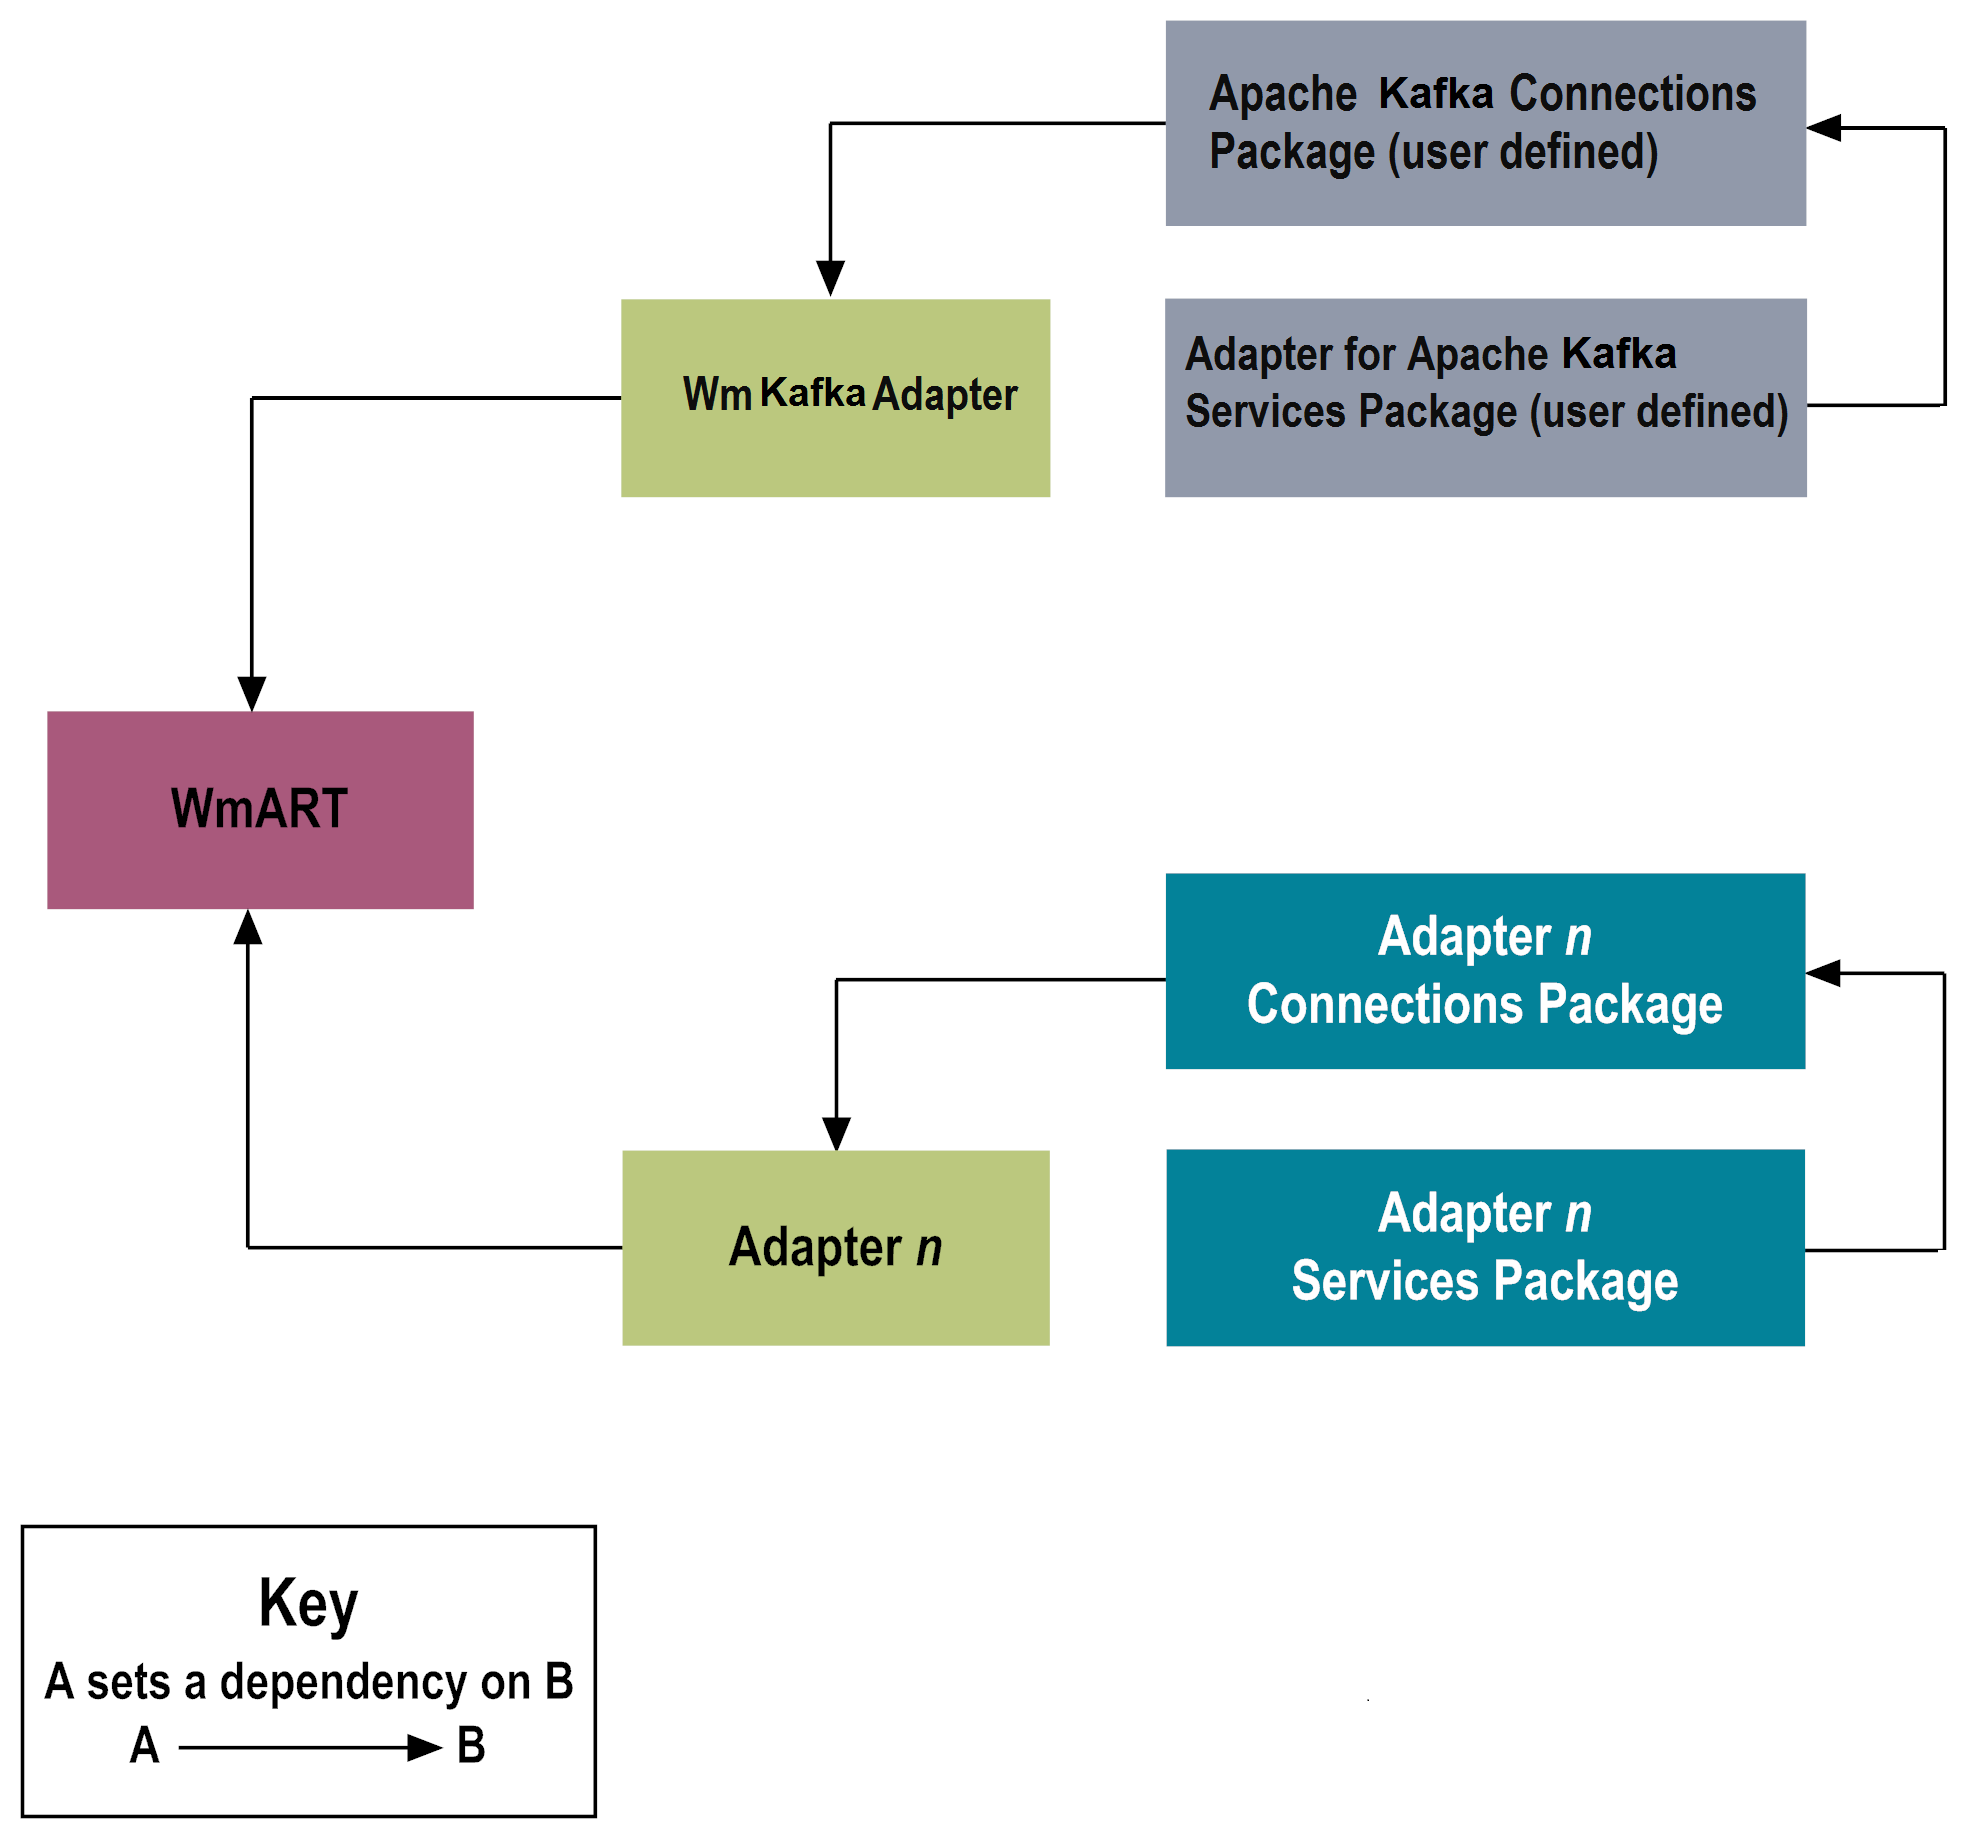 Apache Kafka Connections
Package (user defined)
Adapter for Apache Kafka
Services Package (user defined)
Wm Kafka Adapter
WmART
Adapter n
Connections Package
Adapter n
Services Package
Adapter n
Key
A sets a dependency on B
A B